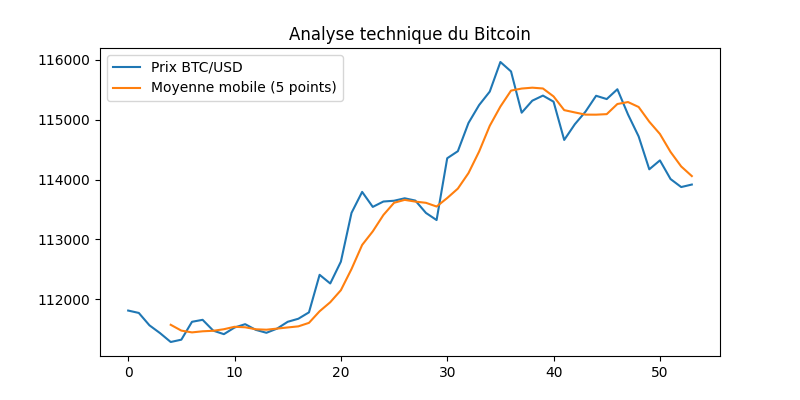 Analyse technique du Bitcoin
Prix BTC/USD
Moyenne mobile (5 points)
116000
115000
114000
113000
112000
0 10 20 30 40 50